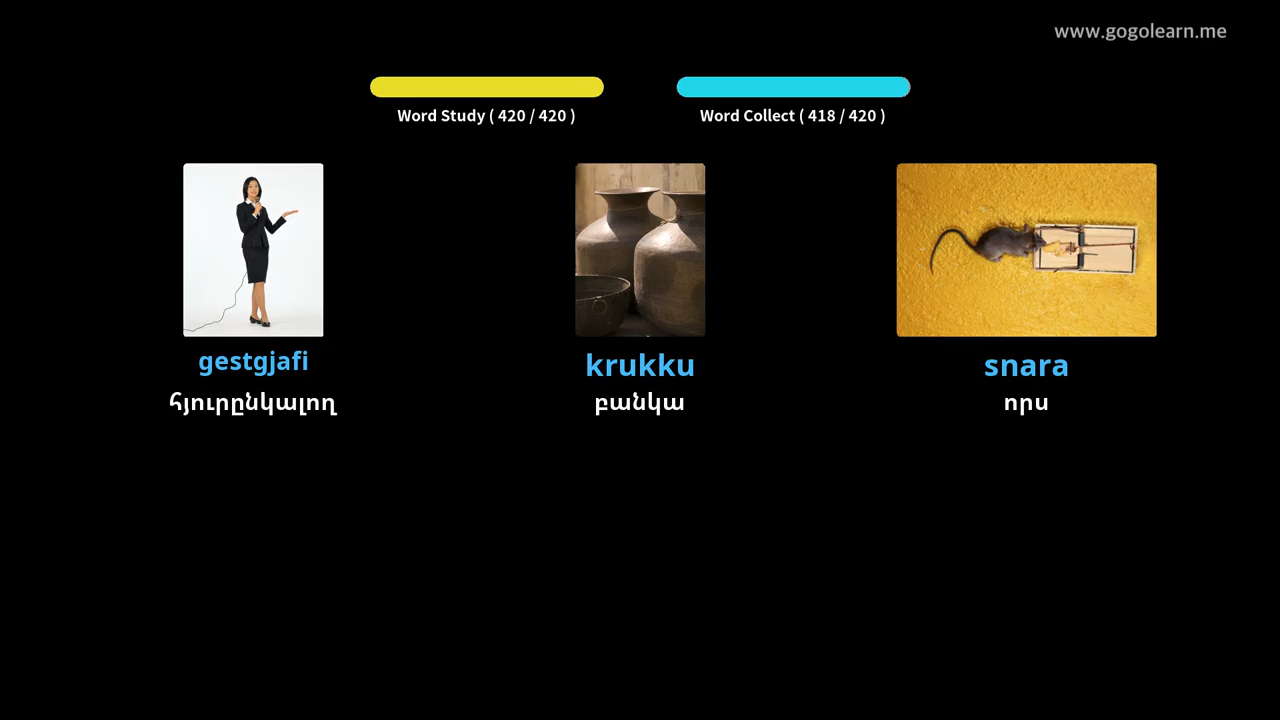 www.gogolearn.me
Word Study ( 420 / 420 )
Word Collect ( 418 / 420 )
gestgjafi
krukku
snara
հյուրընկալող
բանկա
որս